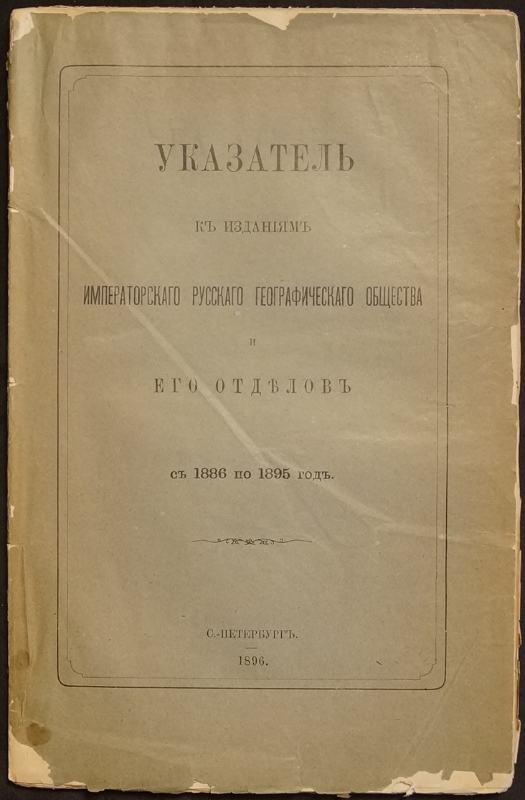 УКАЗАТЕЛЬ
КЪ ИЗДАНІЯМЪ
ИМПЕРАТОРСКАГО РУССКАГО ГЕОГРАФИЧЕСКАГО ОБЩЕСТВА
И
ЕГО ОТДѢЛОВЪ
съ 1886 по 1895 годъ.
С.-ПЕТЕРБУРГЪ.
1896.